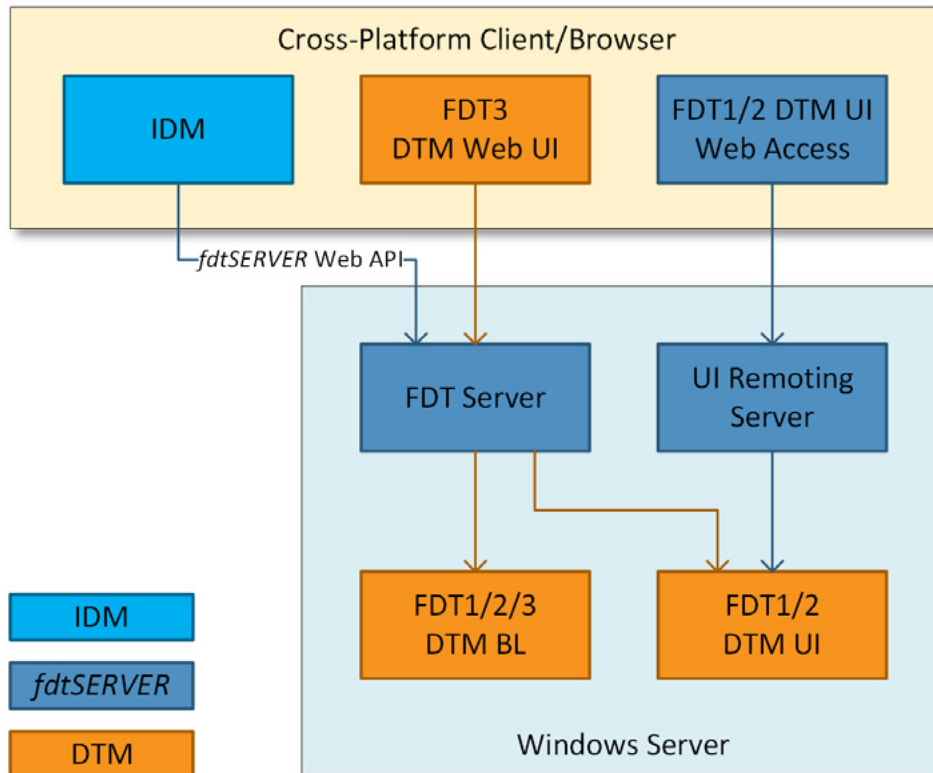 Cross-Platform Client/Browser
IDM
FDT3
DTM Web UI
FDT1/2 DTM UI
Web Access
fdtSERVER Web API
FDT Server
UI Remoting
Server
FDT1/2/3
DTM BL
FDT1/2
DTM UI
Windows Server
IDM
fdtSERVER
DTM